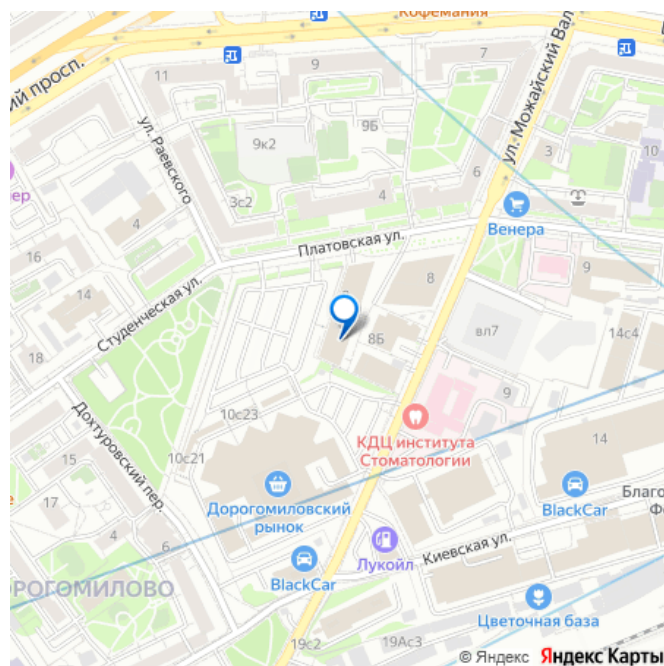 Кофемания
ий просп.
11
9
7
ул. Можайский Вал
ул. Раевского
9к2
9Б
3
10
6
ер
3с2
4
4
Венера
16
Платовская ул.
14
8
9
Студенческая ул.
18
8Б
вл7
14с4
Дохтуровский пер.
10с23
9
КДЦ института
Стоматологии
10с21
15
14
17
Дорогомиловский
рынок
BlackCar
Благо
Фо
е
4
6
Лукойл
Киевская ул.
BlackCar
ОРОГОМИЛОВО
Цветочная база
19с2
19Ас3
© Яндекс Яндекс Карты